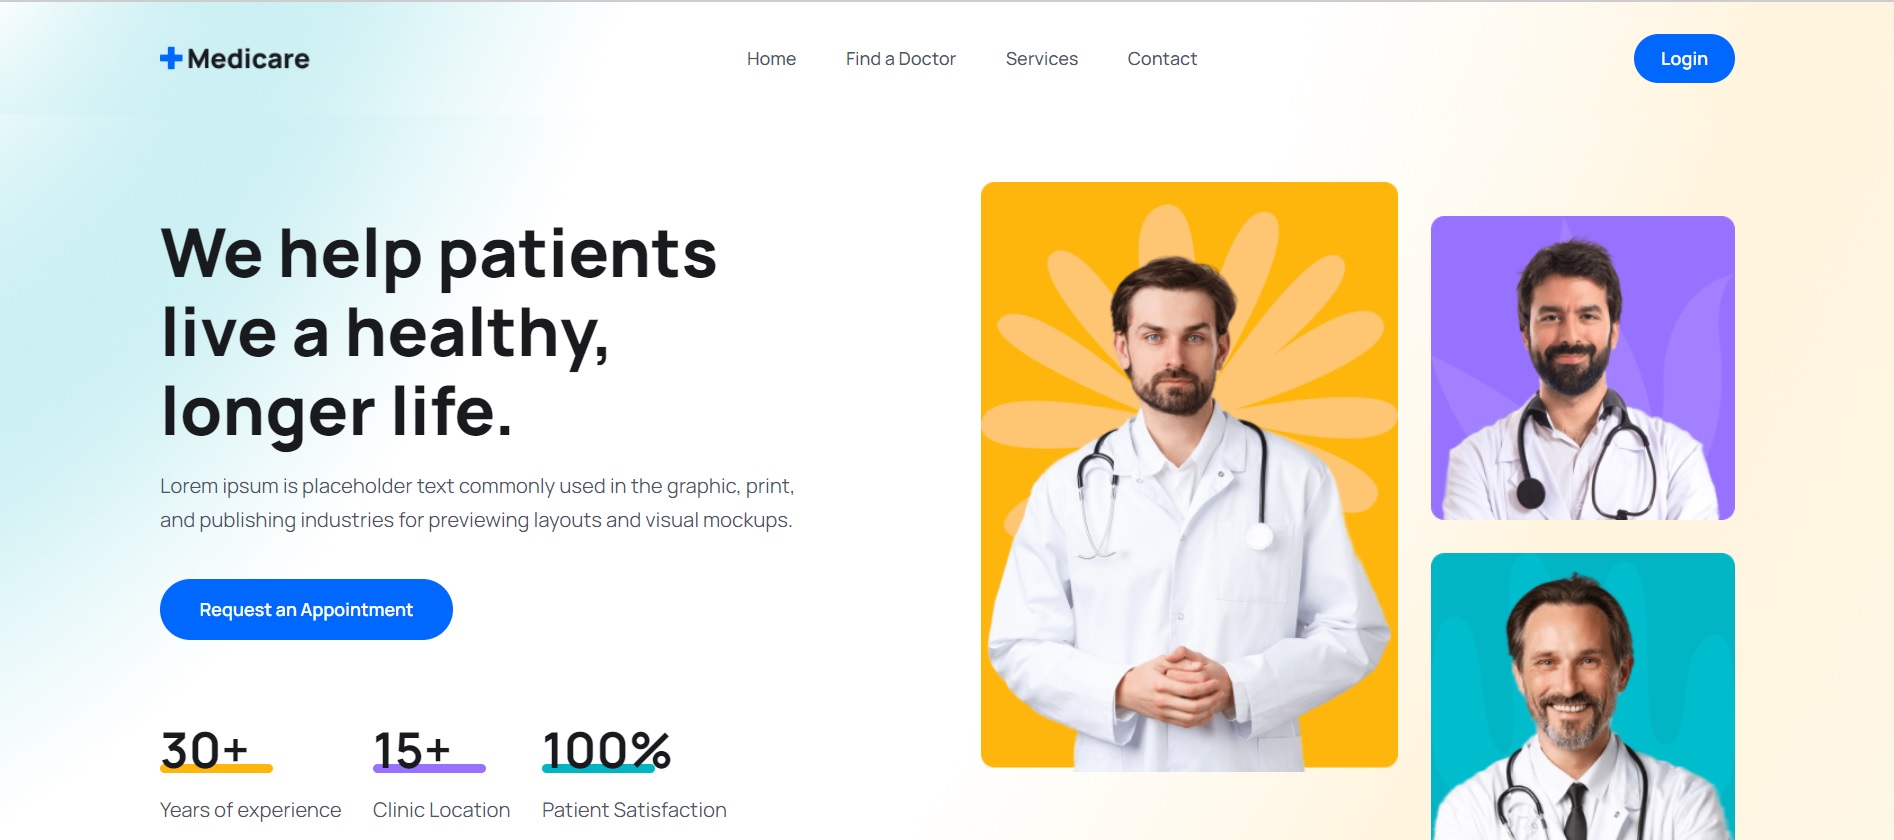 Medicare
Home
Find a Doctor
Services
Contact
Login
We help patients
live a healthy,
longer life.
Lorem ipsum is placeholder text commonly used in the graphic, print,
and publishing industries for previewing layouts and visual mockups.
Request an Appointment
30+
Years of experience
15+
Clinic Location
100%
Patient Satisfaction